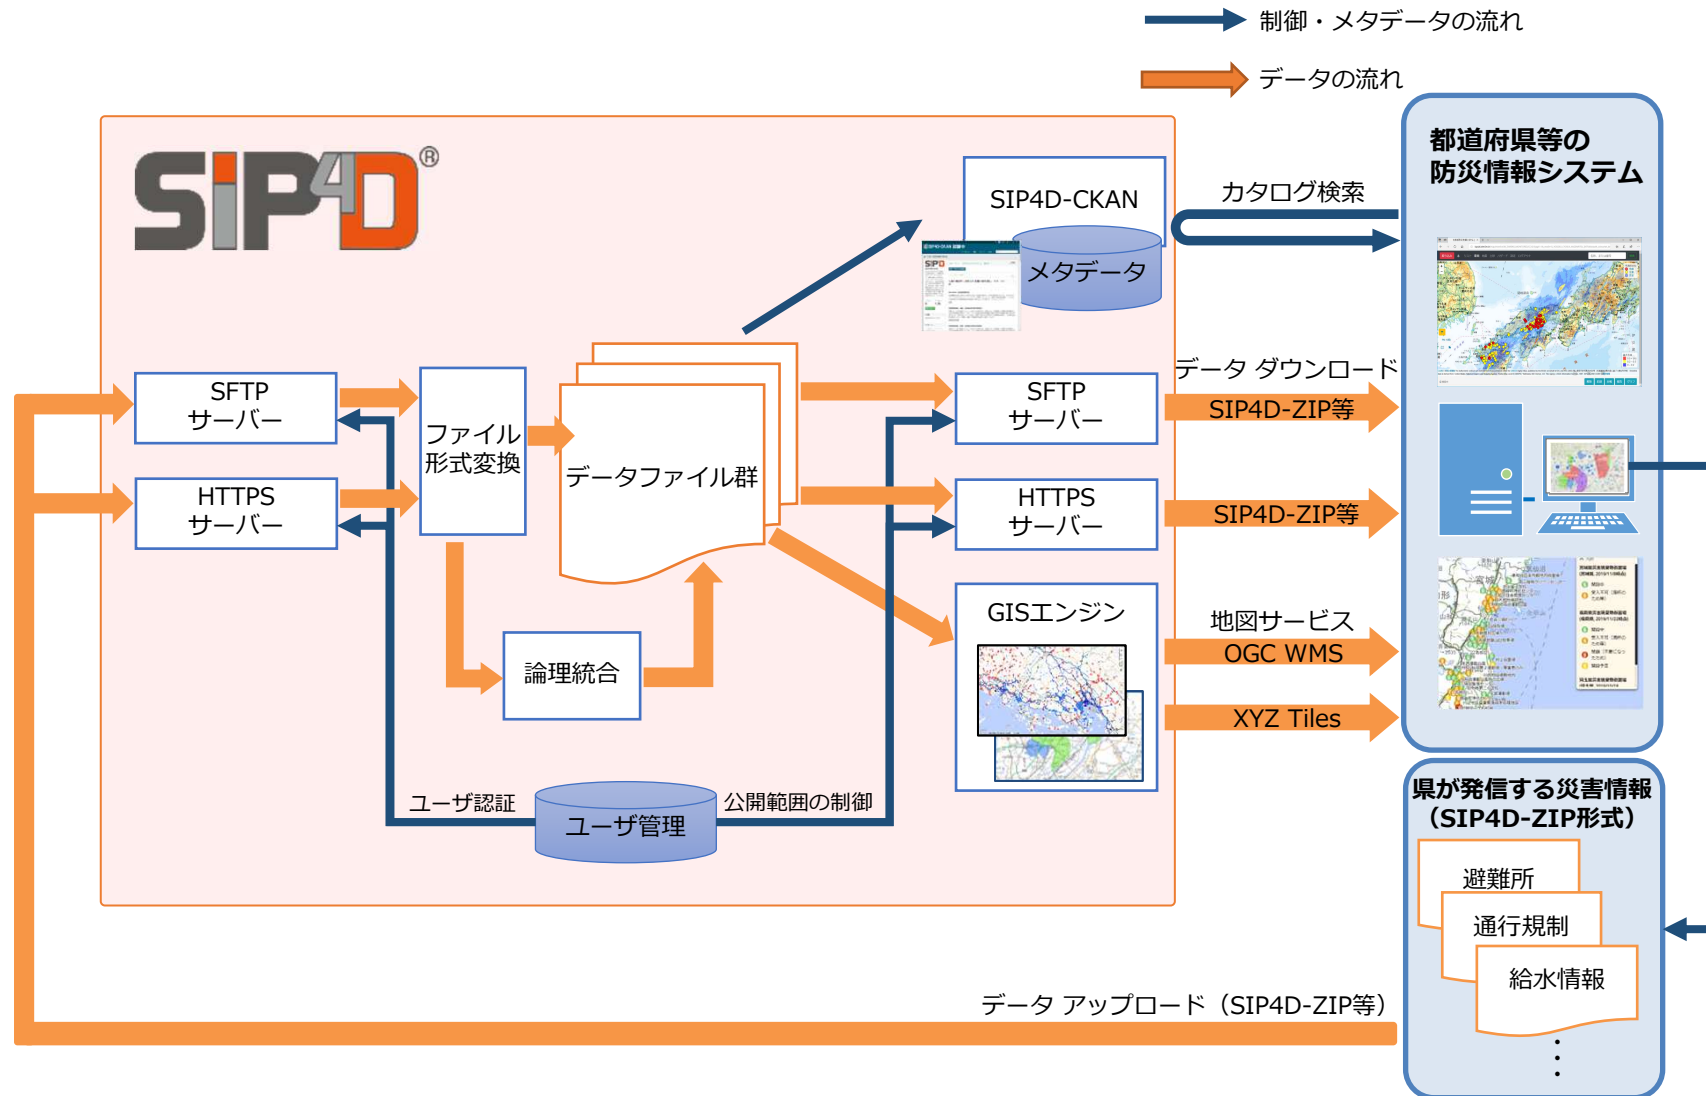 制御・メタデータの流れ
データの流れ
SIP4D®
都道府県等の
防災情報システム
SIP4D-CKAN
メタデータ
カタログ検索
データ ダウンロード
SFTP
サーバー
ファイル
形式変換
データファイル群
SFTP
サーバー
SIP4D-ZIP等
HTTPS
サーバー
HTTPS
サーバー
SIP4D-ZIP等
論理統合
GISエンジン
地図サービス
OGC WMS
XYZ Tiles
ユーザ認証
ユーザ管理
公開範囲の制御
県が発信する災害情報
（SIP4D-ZIP形式）
避難所
通行規制
給水情報
・・・
データ アップロード（SIP4D-ZIP等）